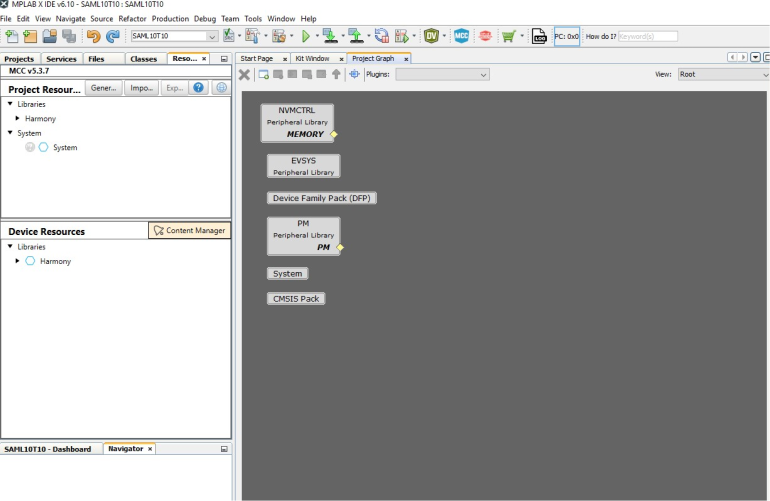 MPLAB X IDE v6.10 - SAML10T10 : SAML10T10
File Edit View Navigate Source Refactor Production Debug Team Tools Window Help
SAML10T10
DV
MCC
LOG
PC: 0x0
How do I?
Keyword(s)
Projects
Services
Files
Classes
Reso... ×
MCC v5.3.7
Project Resour...
Gener...
Impo...
Exp...
?
Libraries
Harmony
System
System
Device Resources
Content Manager
Libraries
Harmony
SAML10T10 - Dashboard
Navigator ×
Start Page ×
Kit Window ×
Project Graph ×
Plugins:
View:
Root
NVMCTRL
Peripheral Library
MEMORY
EVSYS
Peripheral Library
Device Family Pack (DFP)
PM
Peripheral Library
PM
System
CMSIS Pack